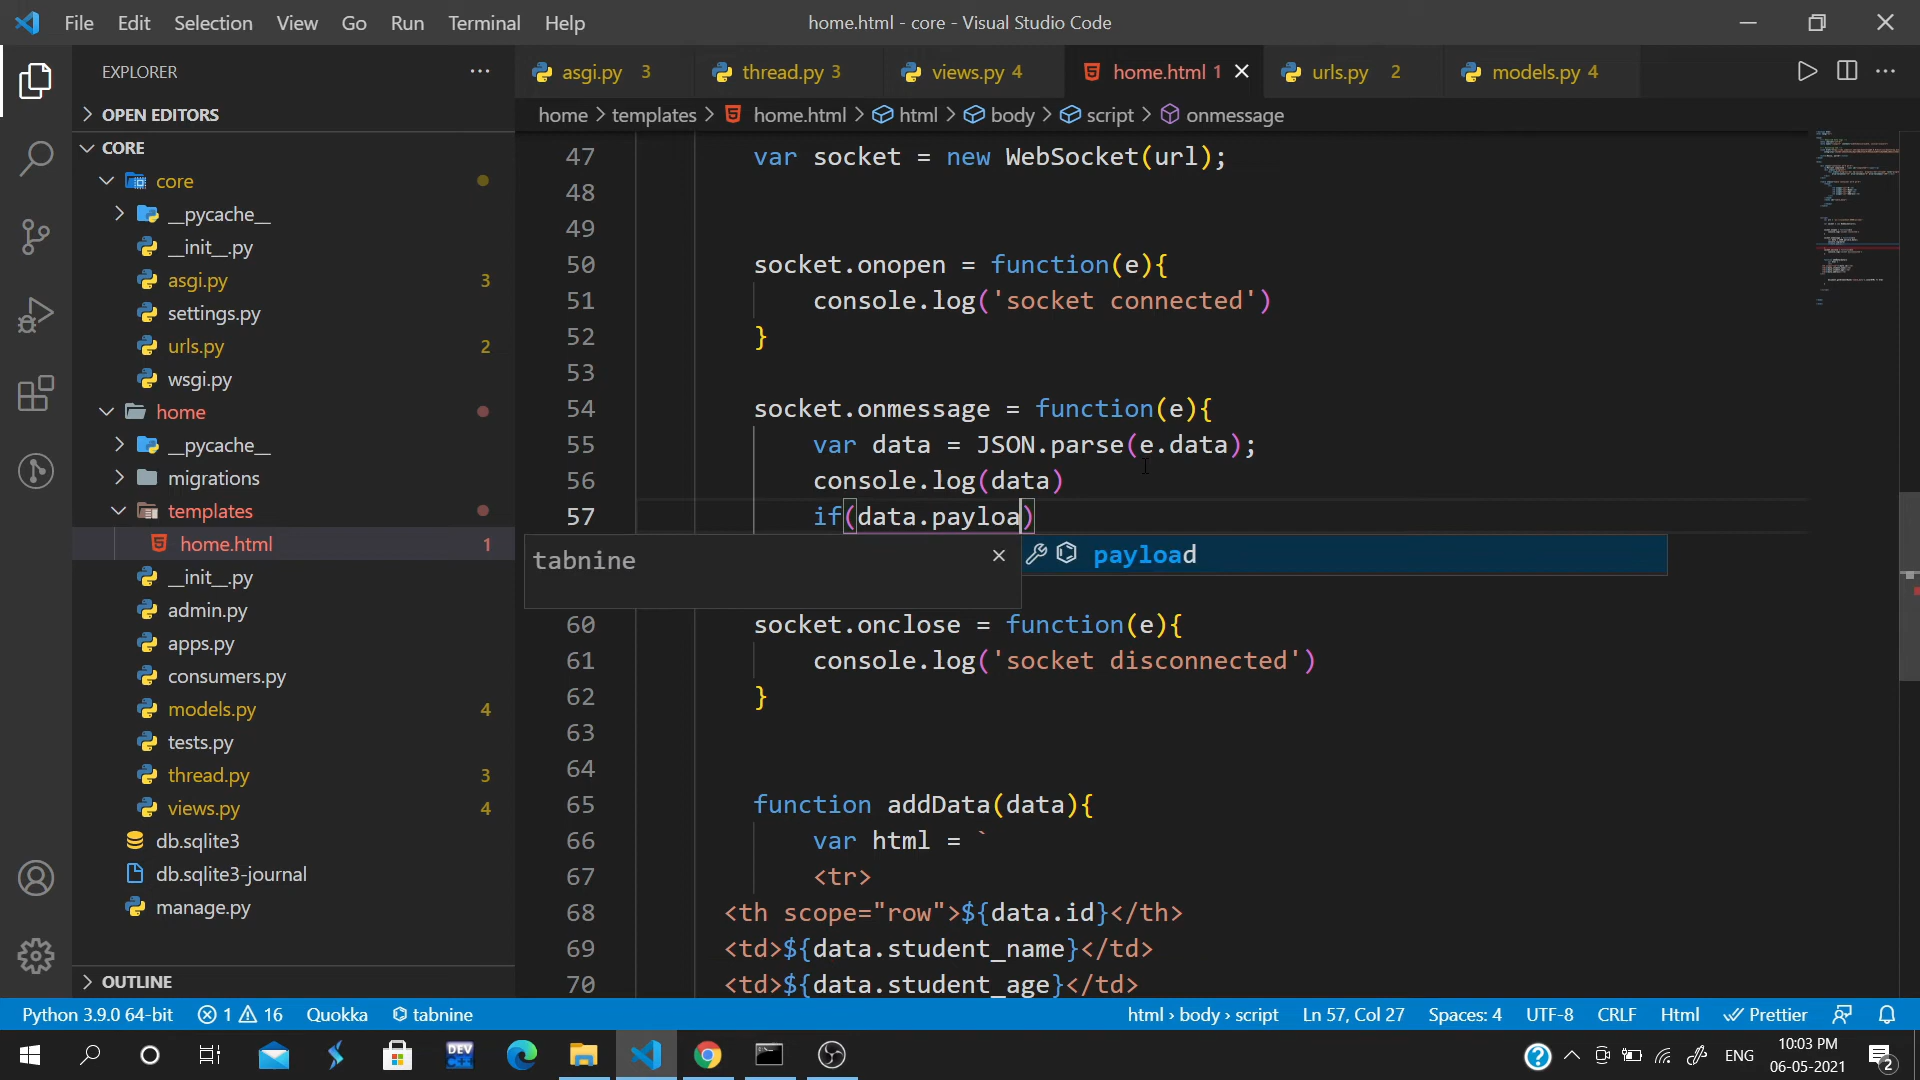 File Edit Selection View Go Run Terminal Help
home.html - core - Visual Studio Code
EXPLORER
OPEN EDITORS
CORE
core
__pycache__
__init__.py
asgi.py 3
settings.py
urls.py 2
wsgi.py
home
__pycache__
migrations
templates
home.html 1
__init__.py
admin.py
apps.py
consumers.py
models.py 4
tests.py
thread.py 3
views.py 4
db.sqlite3
db.sqlite3-journal
manage.py
OUTLINE
asgi.py 3 thread.py 3 views.py 4 home.html 1 urls.py 2 models.py 4
home > templates > home.html > html > body > script > onmessage
47 var socket = new WebSocket(url);
48
49
50 socket.onopen = function(e){
51 console.log('socket connected')
52 }
53
54 socket.onmessage = function(e){
55 var data = JSON.parse(e.data);
56 console.log(data)
57 if(data.payloa)
tabnine
payload
60 socket.onclose = function(e){
61 console.log('socket disconnected')
62 }
63
64
65 function addData(data){
66 var html = `
67 <tr>
68 <th scope="row">${data.id}</th>
69 <td>${data.student_name}</td>
70 <td>${data.student_age}</td>
Python 3.9.0 64-bit 1 16 Quokka tabnine
html › body › script Ln 57, Col 27 Spaces: 4 UTF-8 CRLF Html Prettier
DEV C++
ENG
10:03 PM
06-05-2021
2